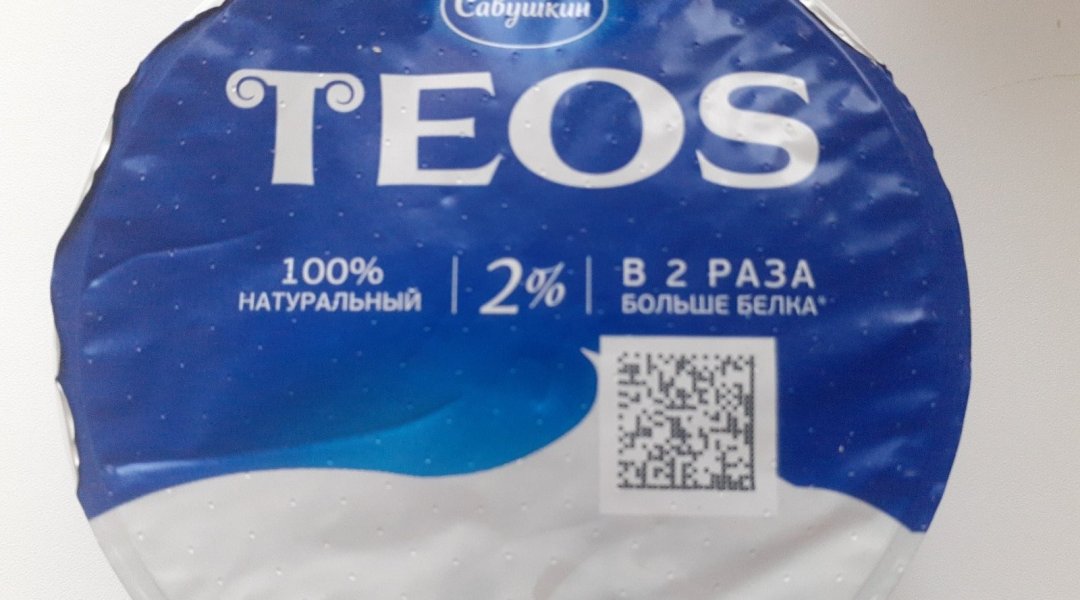 Савушкин
TEOS
100%
НАТУРАЛЬНЫЙ
2%
В 2 РАЗА
БОЛЬШЕ БЕЛКА*